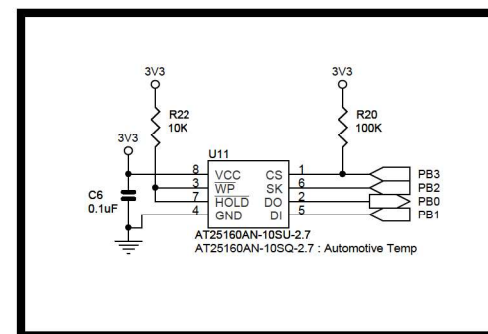 3V3
3V3
R22
10K
R20
100K
3V3
U11
C6
0.1uF
8 VCC CS 1
3 WP SK 6
7 HOLD DO 2
4 GND DI 5
PB3
PB2
PB0
PB1
AT25160AN-10SU-2.7
AT25160AN-10SQ-2.7 : Automotive Temp